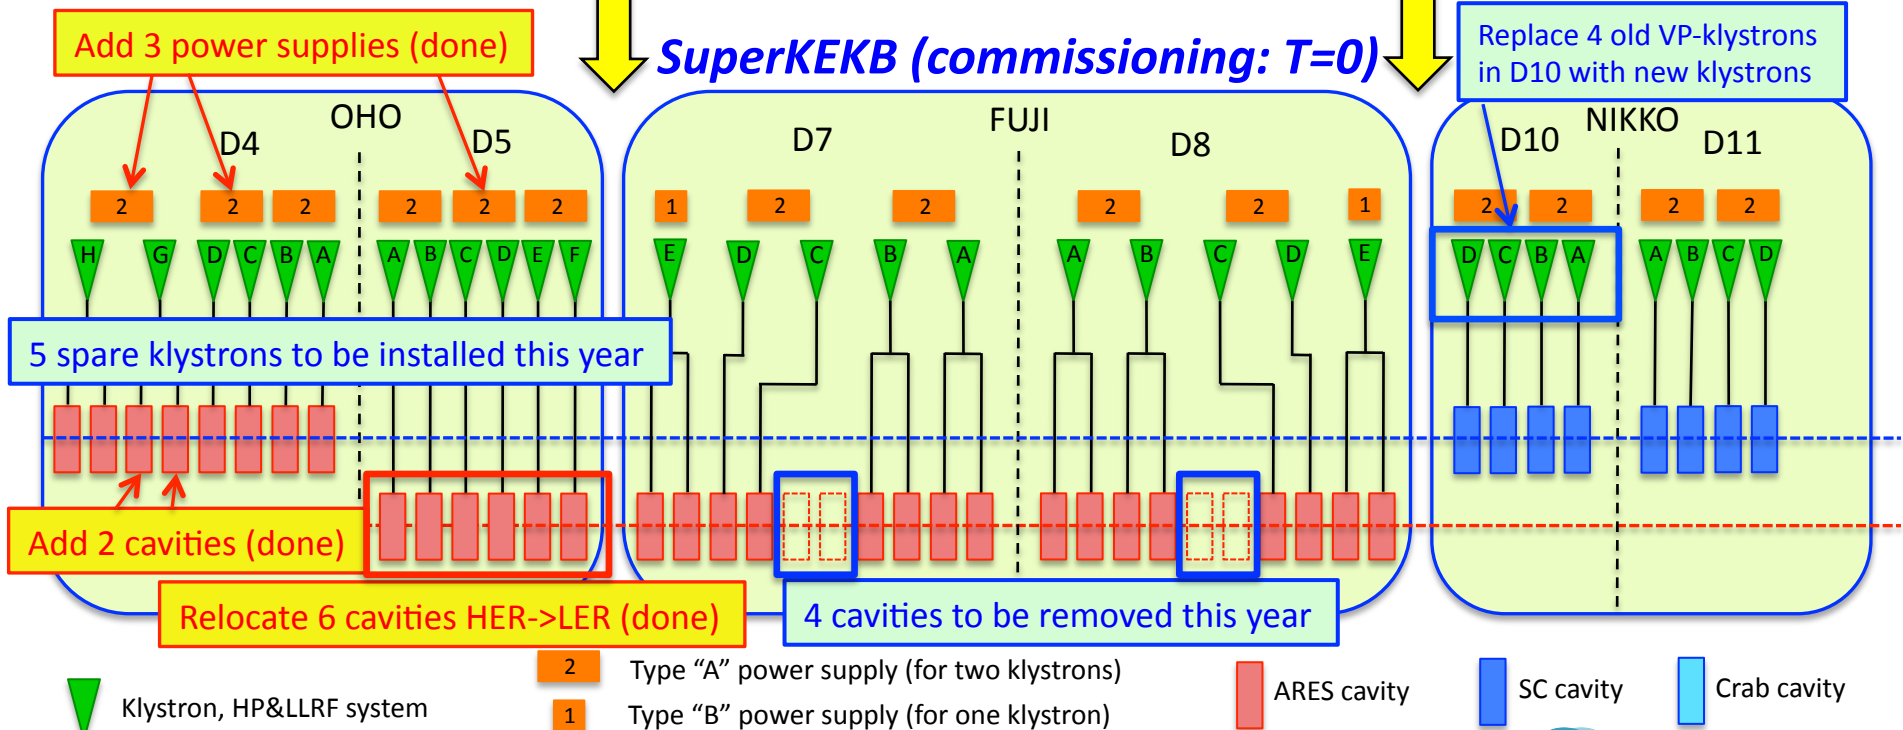 Add 3 power supplies (done)
SuperKEKB (commissioning: T=0)
Replace 4 old VP-klystrons
in D10 with new klystrons
OHO
FUJI
NIKKO
D4
D5
D7
D8
D10
D11
2 2 2 2 2 2 1 2 2 2 2 1 2 2 2 2
H G D C B A A B C D E F E D C B A A B C D E D C B A A B C D
5 spare klystrons to be installed this year
Add 2 cavities (done)
Relocate 6 cavities HER->LER (done)
4 cavities to be removed this year
Klystron, HP&LLRF system
2 Type “A” power supply (for two klystrons)
1 Type “B” power supply (for one klystron)
ARES cavity
SC cavity
Crab cavity